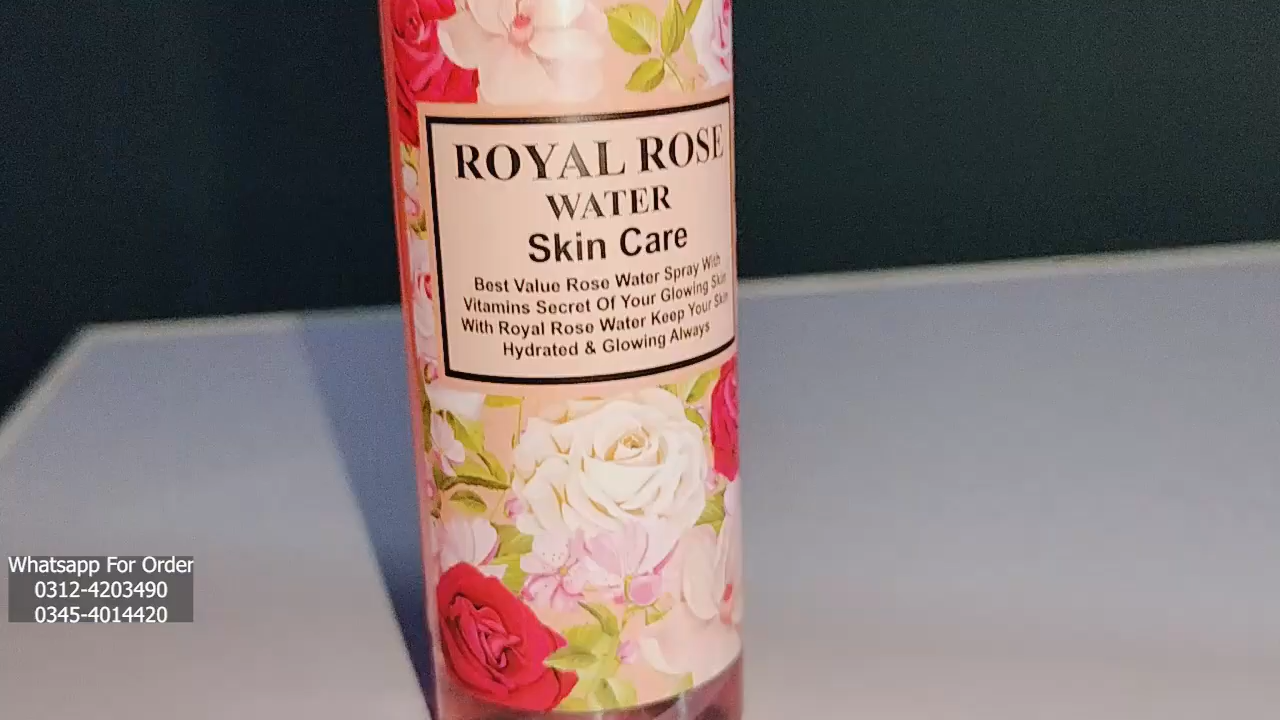 ROYAL ROSE
WATER
Skin Care
Best Value Rose Water Spray With
Vitamins Secret Of Your Glowing Skin
With Royal Rose Water Keep Your Skin
Hydrated & Glowing Always
Whatsapp For Order
0312-4203490
0345-4014420